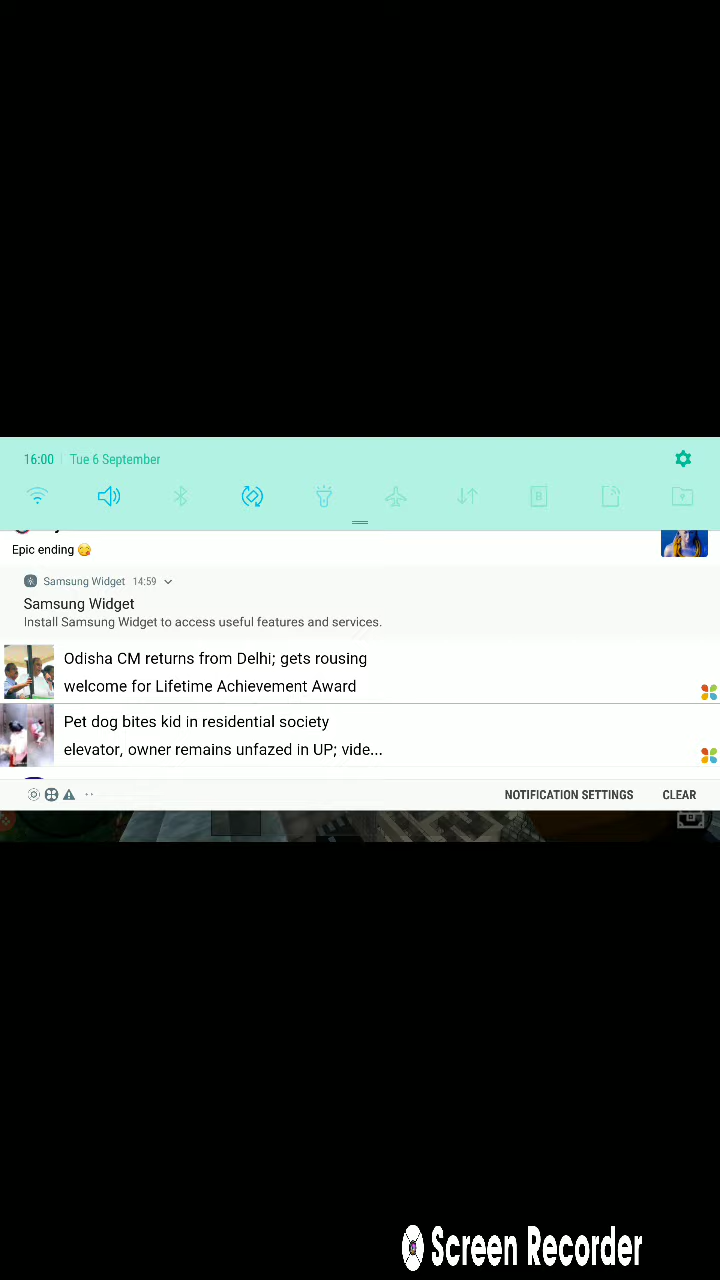 16:00 | Tue 6 September
Epic ending 😋
Samsung Widget 14:59
Samsung Widget
Install Samsung Widget to access useful features and services.
Odisha CM returns from Delhi; gets rousing
welcome for Lifetime Achievement Award
Pet dog bites kid in residential society
elevator, owner remains unfazed in UP; vide...
NOTIFICATION SETTINGS CLEAR
Screen Recorder